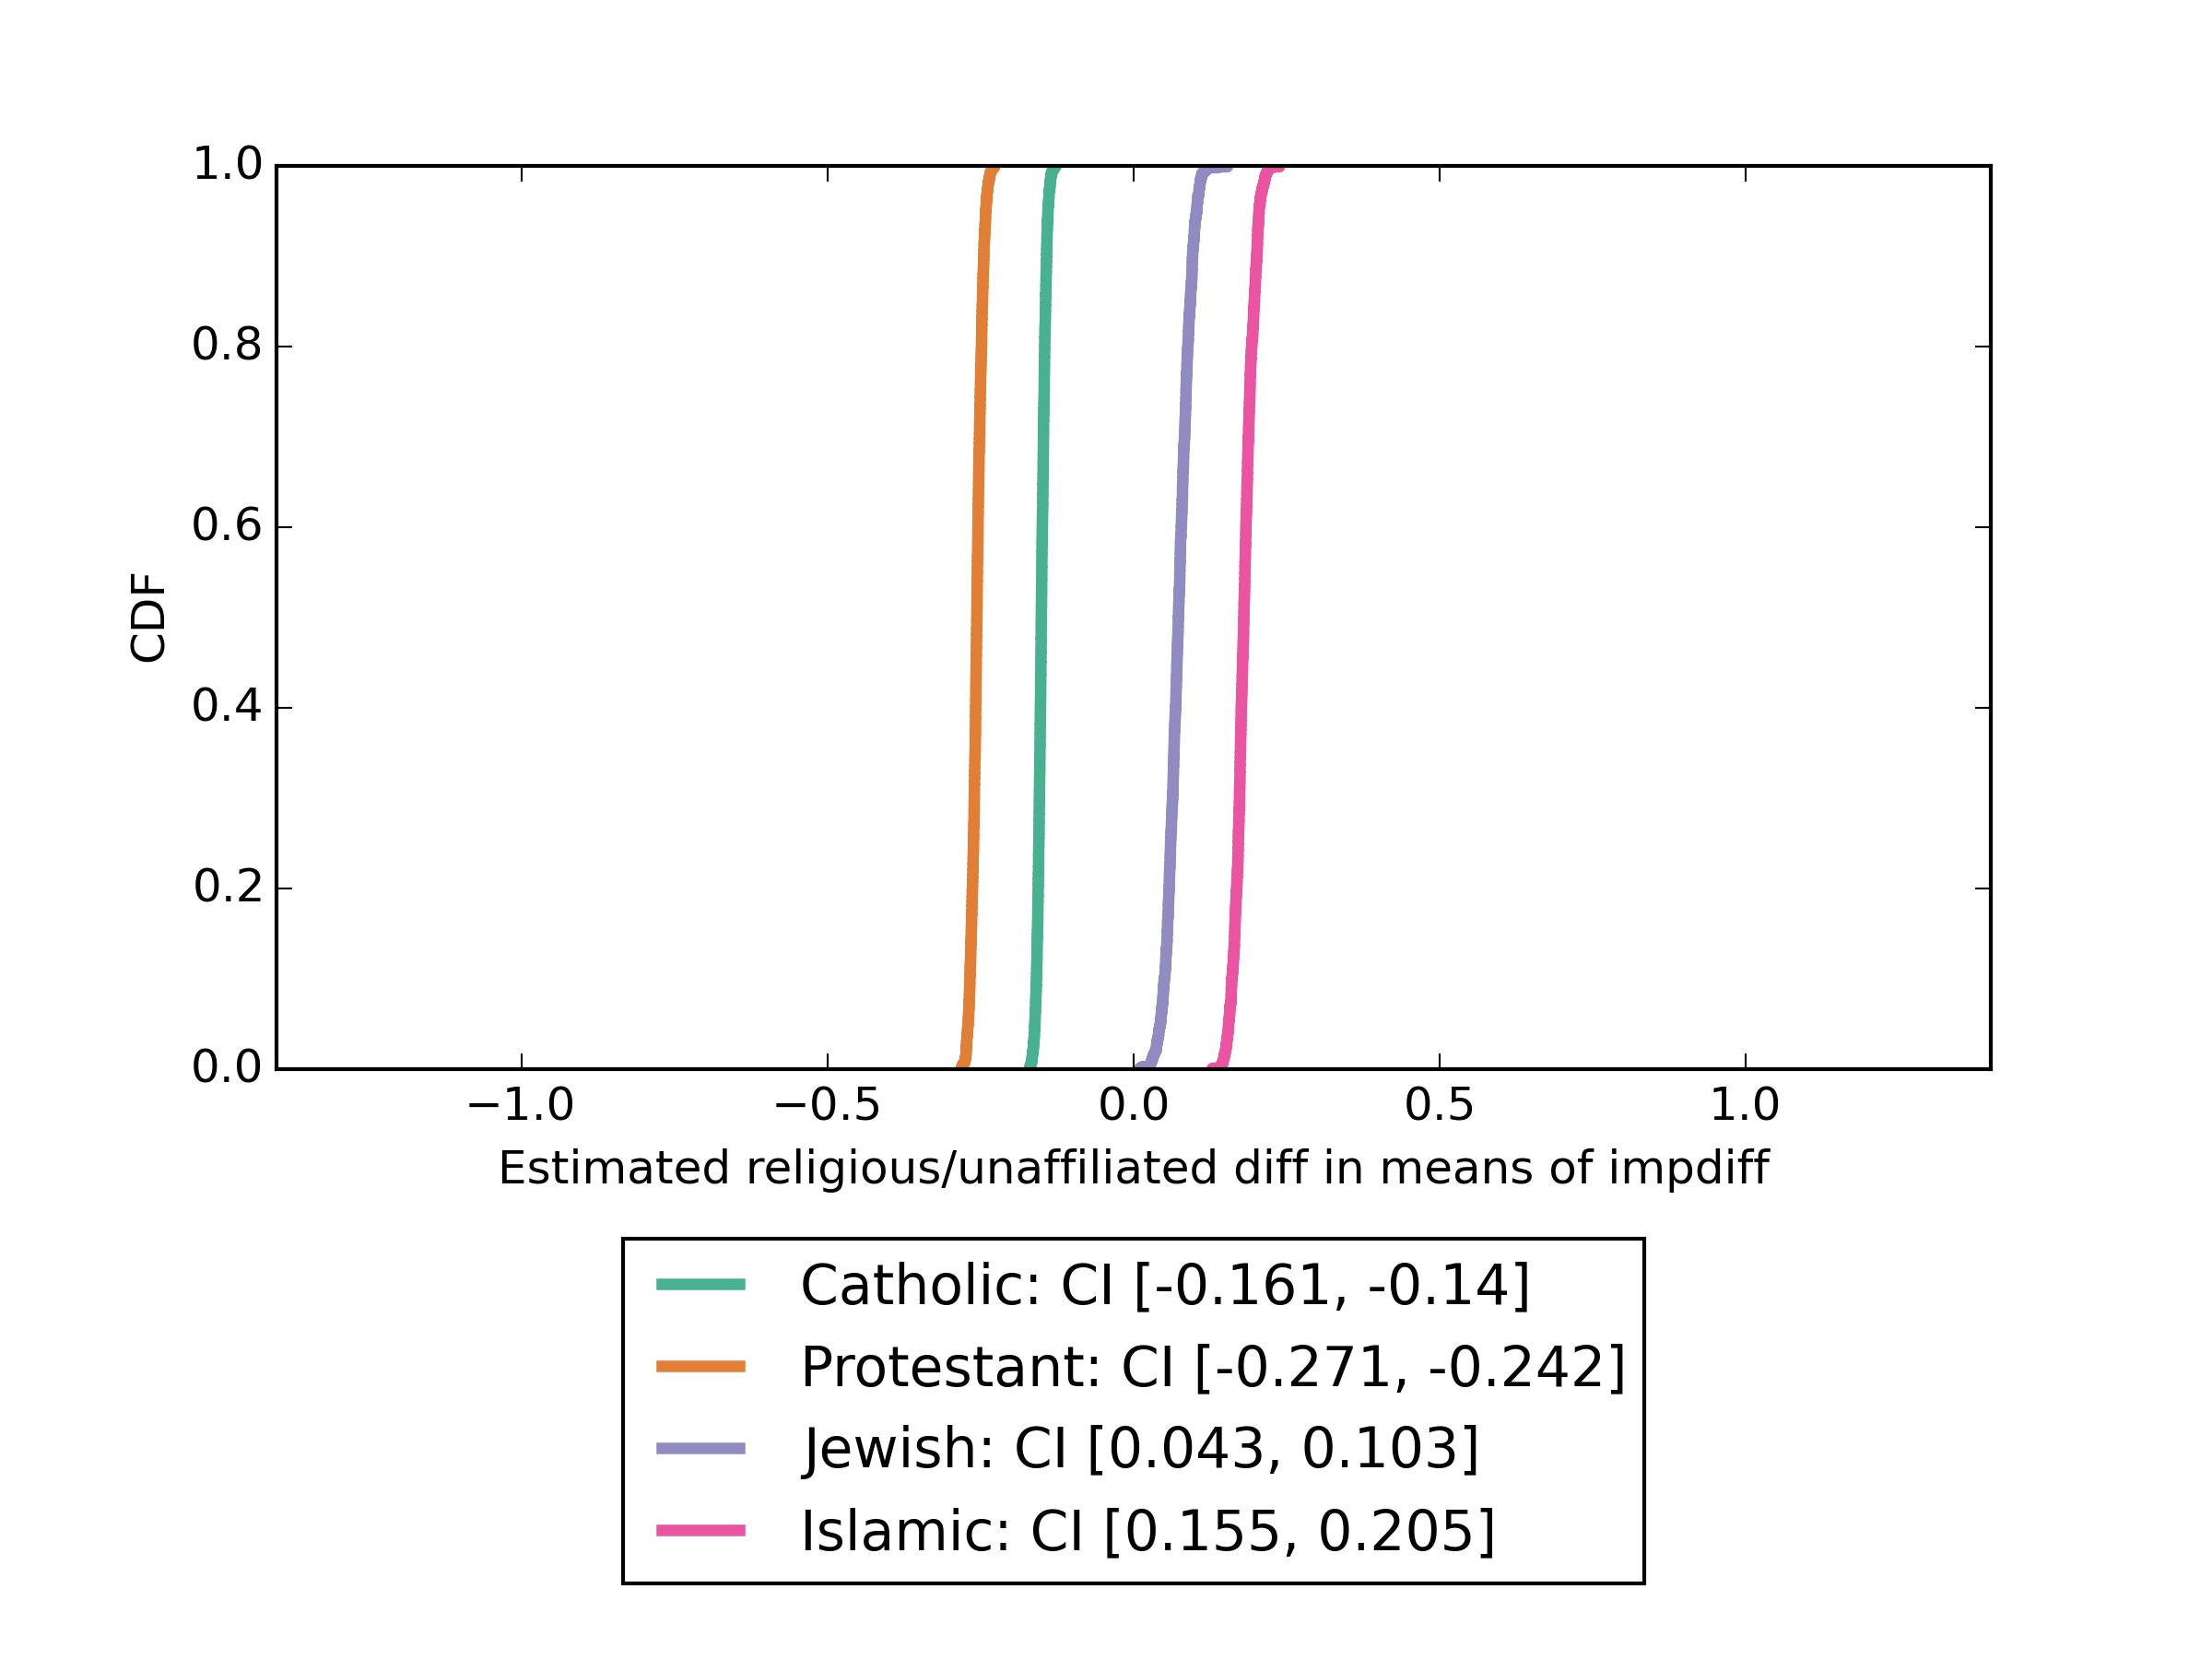 1.0
0.8
0.6
0.4
0.2
0.0
CDF
−1.0 −0.5 0.0 0.5 1.0
Estimated religious/unaffiliated diff in means of impdiff
Catholic: CI [-0.161, -0.14]
Protestant: CI [-0.271, -0.242]
Jewish: CI [0.043, 0.103]
Islamic: CI [0.155, 0.205]